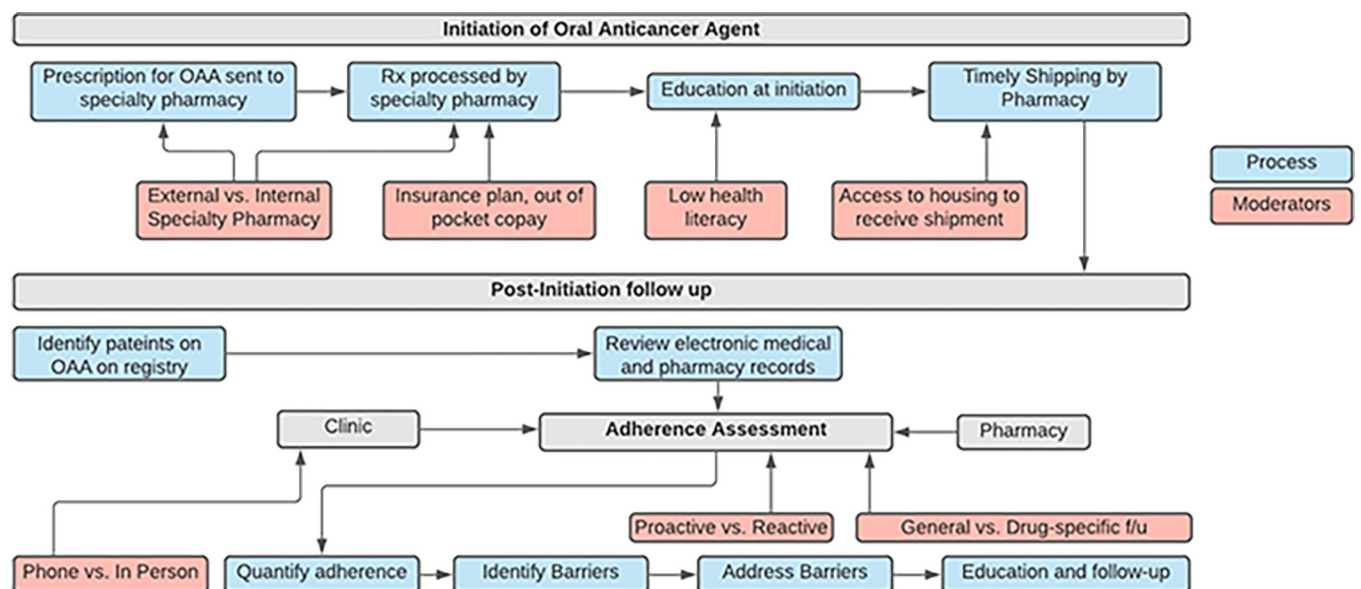 Initiation of Oral Anticancer Agent
Prescription for OAA sent to
specialty pharmacy
Rx processed by
specialty pharmacy
Education at initiation
Timely Shipping by
Pharmacy
External vs. Internal
Specialty Pharmacy
Insurance plan, out of
pocket copay
Low health
literacy
Access to housing to
receive shipment
Process
Moderators
Post-Initiation follow up
Identify pateints on
OAA on registry
Review electronic medical
and pharmacy records
Clinic
Adherence Assessment
Pharmacy
Proactive vs. Reactive
General vs. Drug-specific f/u
Phone vs. In Person
Quantify adherence
Identify Barriers
Address Barriers
Education and follow-up